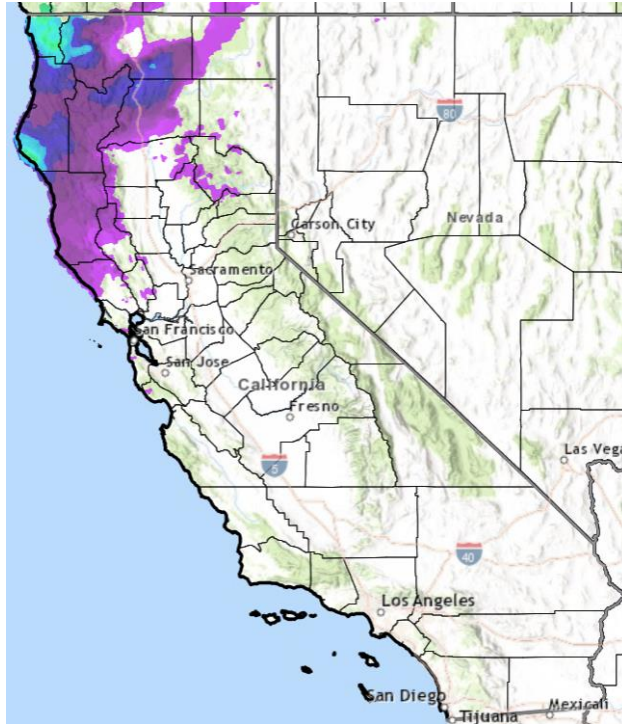 80
Carson City
Nevada
Sacramento
San Francisco
San Jose
California
Fresno
5
Las Vega
40
Los Angeles
San Diego
Tijuana
Mexicali